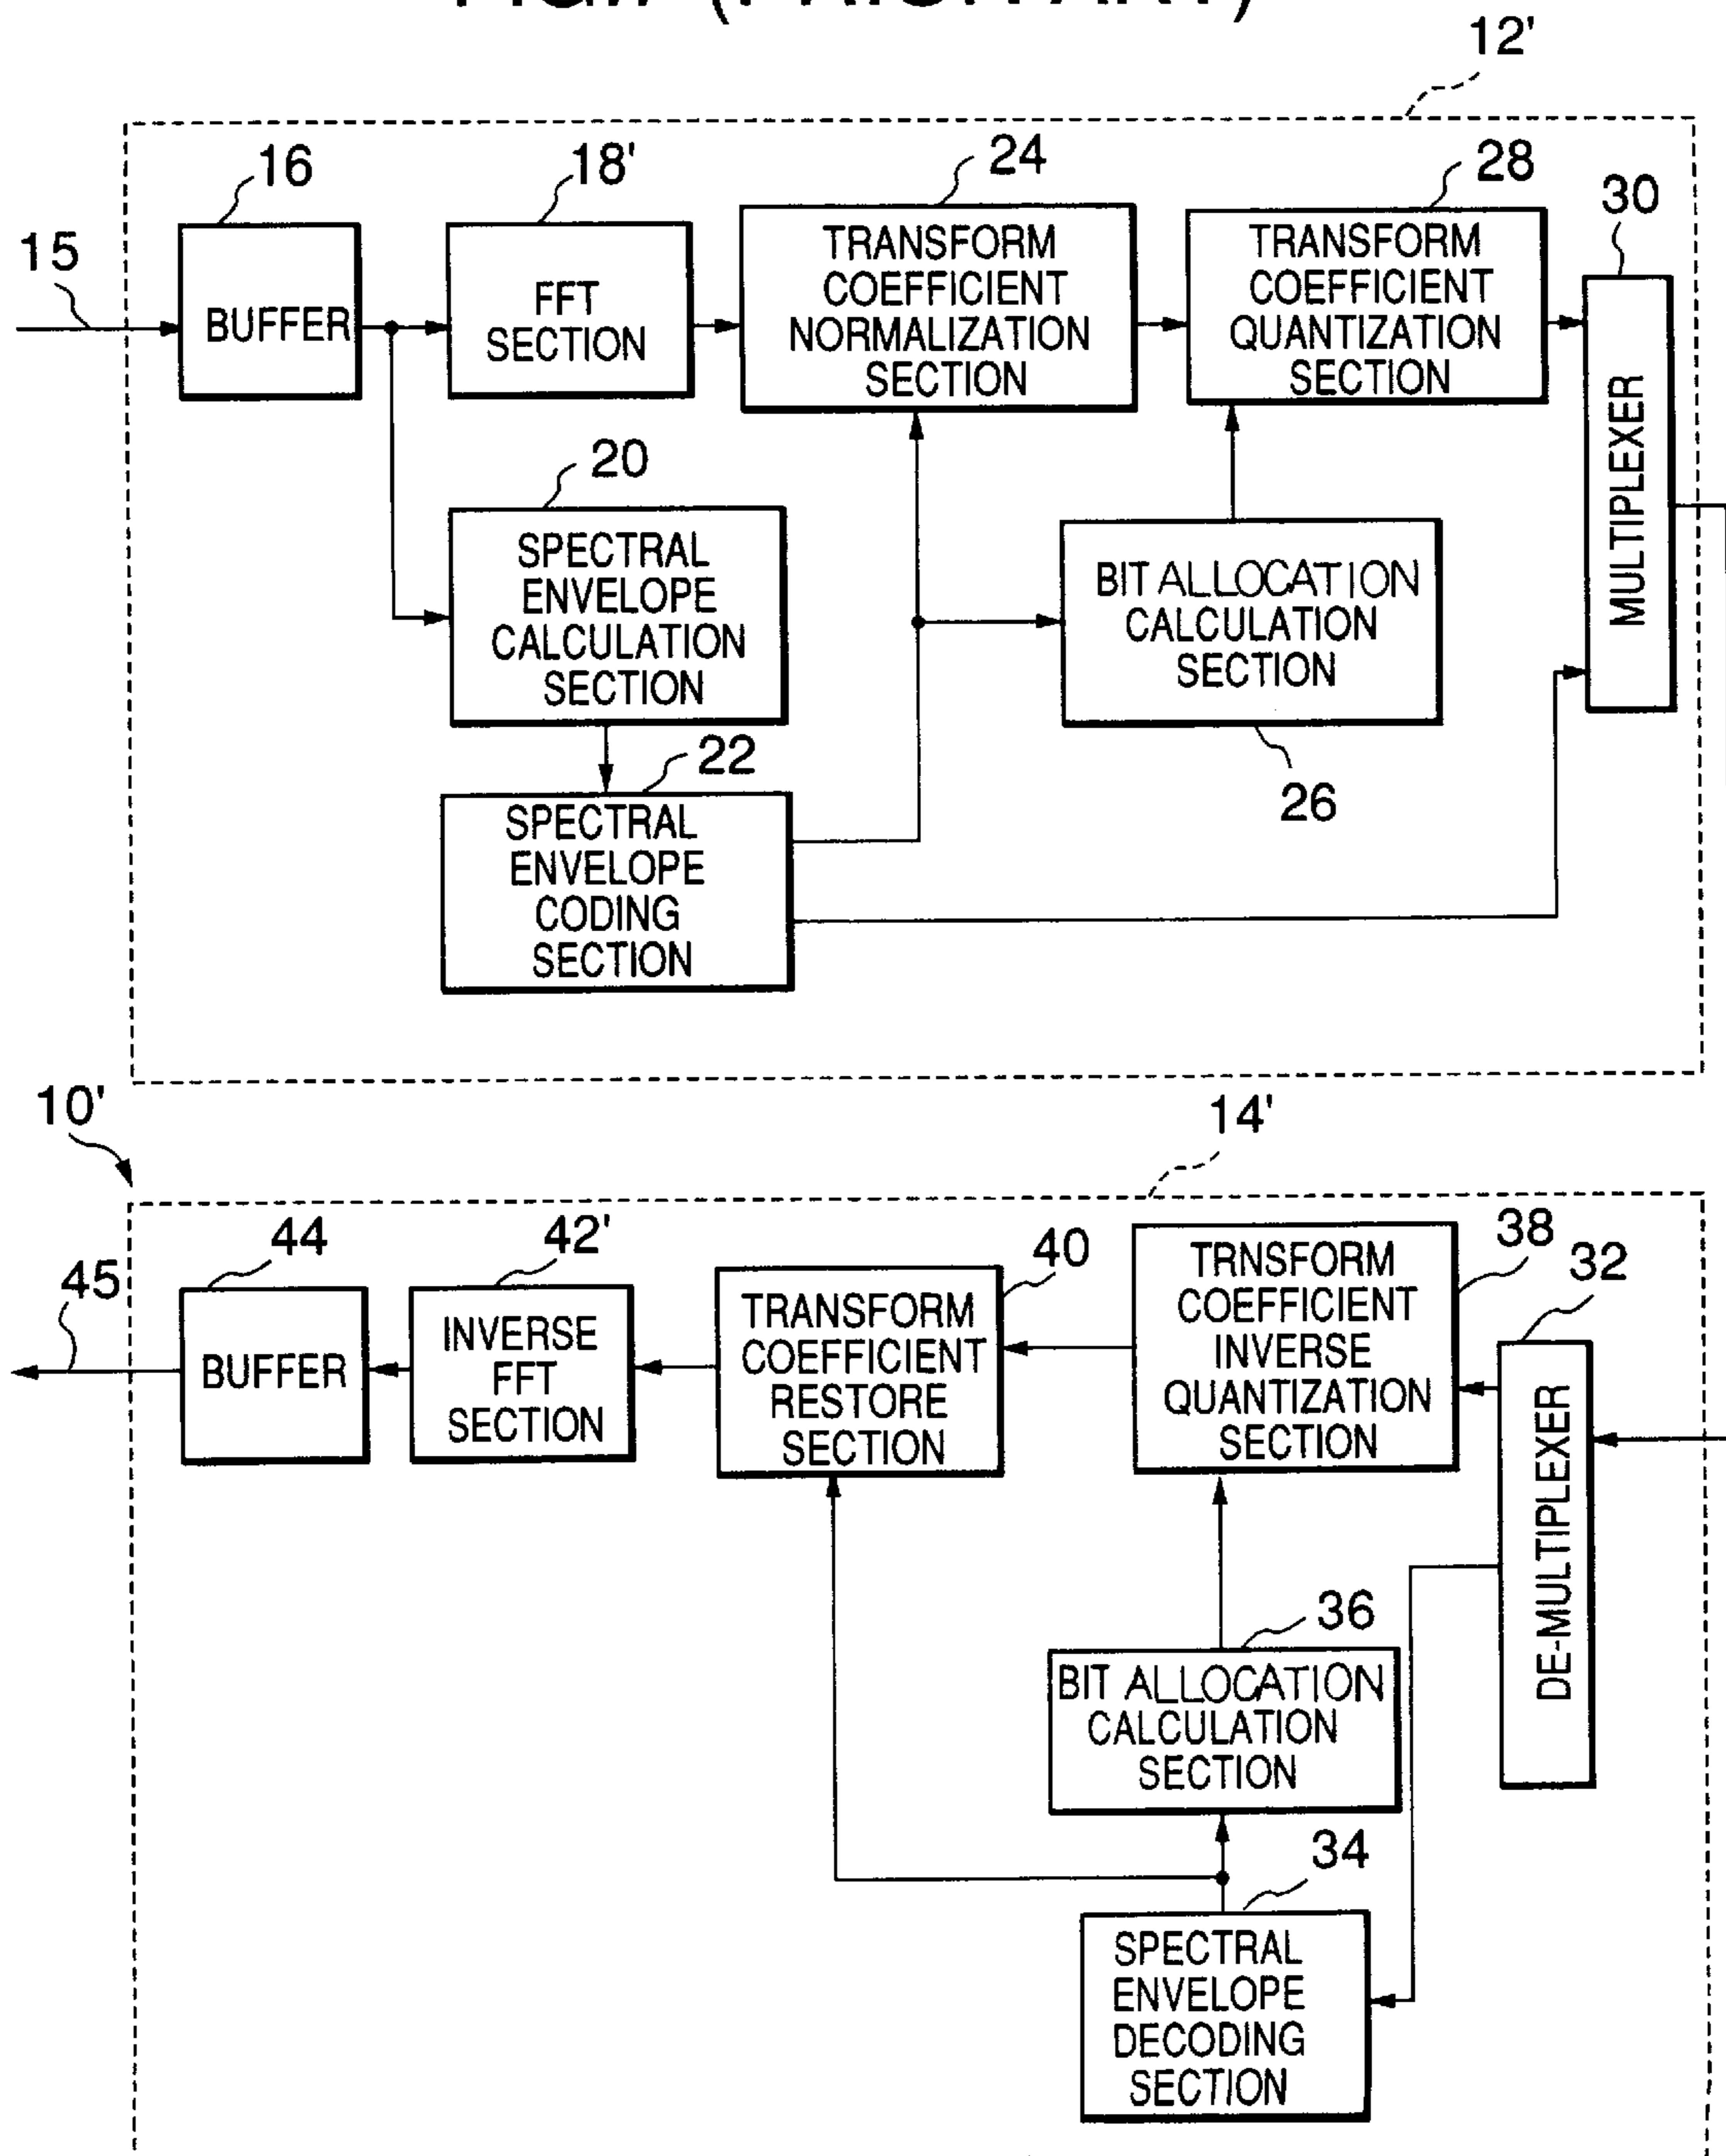 (PRIOR ART)
12'
16
18'
24
28
30
15
BUFFER
FFT
SECTION
TRANSFORM
COEFFICIENT
NORMALIZATION
SECTION
TRANSFORM
COEFFICIENT
QUANTIZATION
SECTION
MULTIPLEXER
20
SPECTRAL
ENVELOPE
CALCULATION
SECTION
BIT ALLOCATION
CALCULATION
SECTION
26
22
SPECTRAL
ENVELOPE
CODING
SECTION
10'
14'
44
42'
40
38
32
45
BUFFER
INVERSE
FFT
SECTION
TRANSFORM
COEFFICIENT
RESTORE
SECTION
TRNSFORM
COEFFICIENT
INVERSE
QUANTIZATION
SECTION
DE-MULTIPLEXER
36
BIT ALLOCATION
CALCULATION
SECTION
34
SPECTRAL
ENVELOPE
DECODING
SECTION